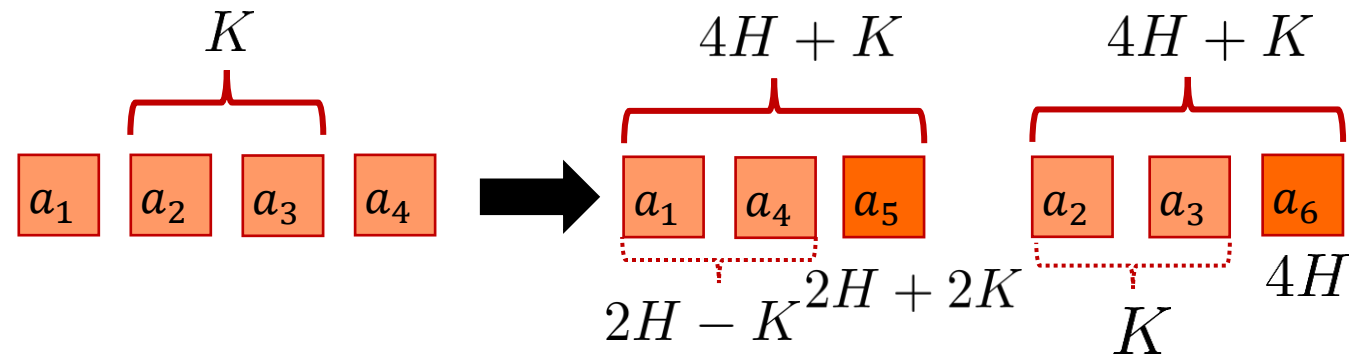 K
4H + K
4H + K
a₁ a₂ a₃ a₄
a₁ a₄ a₅
a₂ a₃ a₆
2H − K
2H + 2K
K
4H